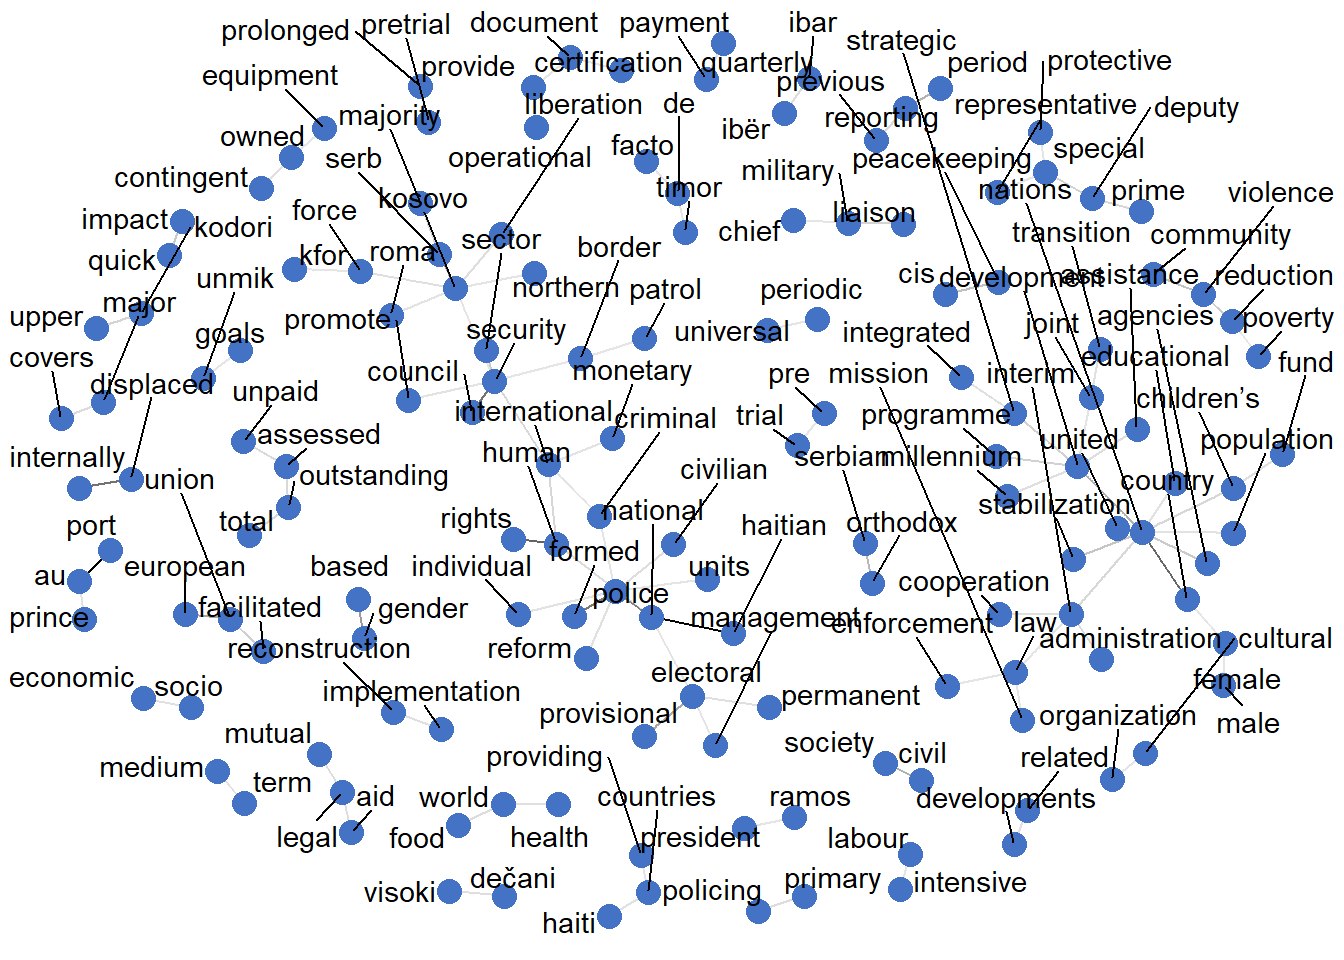 prolonged
pretrial
document
payment
ibar
strategic
equipment
provide
certification
quarterly
previous
period
protective
majority
liberation
de
representative
deputy
owned
serb
operational
facto
ibër
reporting
peacekeeping
special
contingent
kosovo
timor
military
nations
prime
violence
impact
kodori
force
sector
border
chief
liaison
transition
community
quick
unmik
kfor
roma
northern
patrol
periodic
cis
development
assistance
reduction
upper
major
goals
promote
security
universal
integrated
joint
agencies
poverty
covers
displaced
unpaid
council
monetary
pre
mission
interim
educational
fund
internally
union
assessed
international
criminal
trial
programme
children’s
outstanding
human
civilian
serbian
millennium
united
population
port
total
rights
national
haitian
orthodox
stabilization
country
au
european
based
individual
formed
units
cooperation
prince
facilitated
gender
police
management
enforcement
law
administration
cultural
reconstruction
reform
economic
socio
implementation
electoral
permanent
female
mutual
provisional
society
civil
organization
male
medium
term
providing
related
legal
aid
world
countries
ramos
developments
food
health
president
labour
visoki
dečani
policing
primary
intensive
haiti